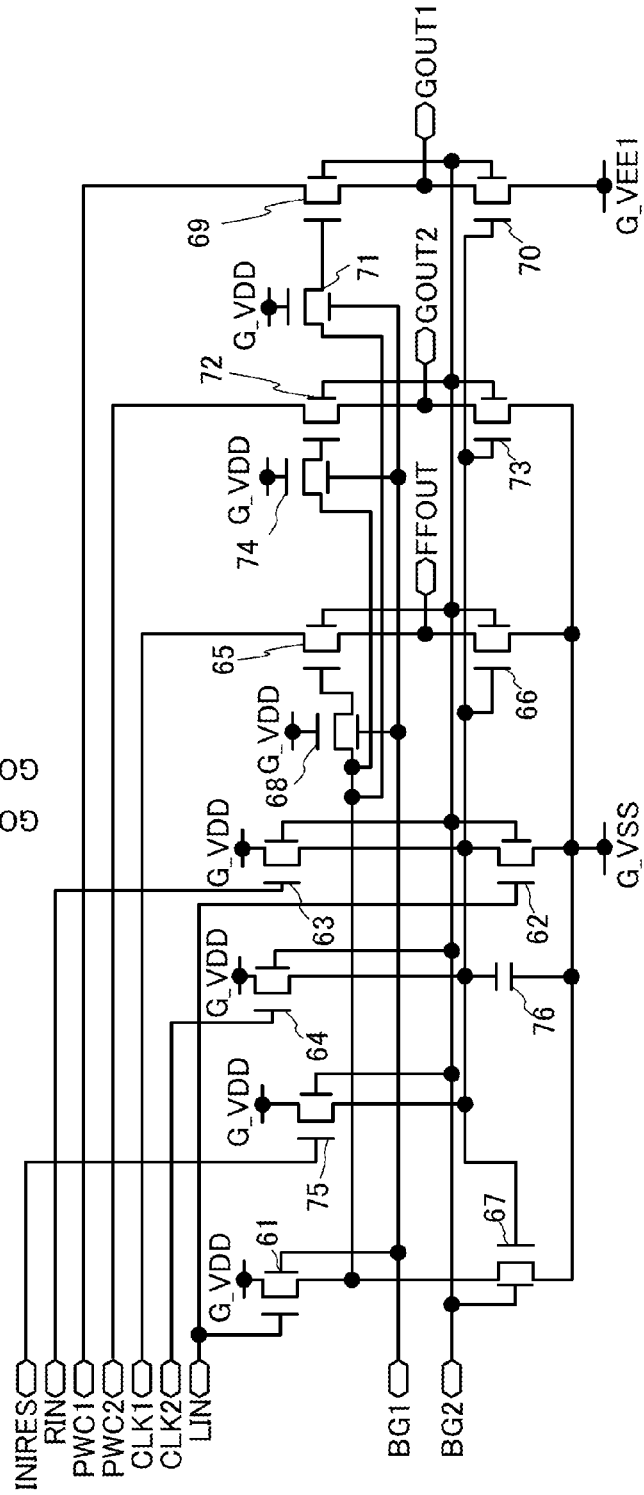 GO
GO
INIRES
RIN
PWC1
PWC2
CLK1
CLK2
LIN
BG1
BG2
G_VDD
61
67
G_VDD
75
G_VDD
64
76
G_VDD
63
62
G_VSS
G_VDD
68
65
66
FFOUT
G_VDD
74
72
73
GOUT2
G_VDD
71
69
70
GOUT1
G_VEE1